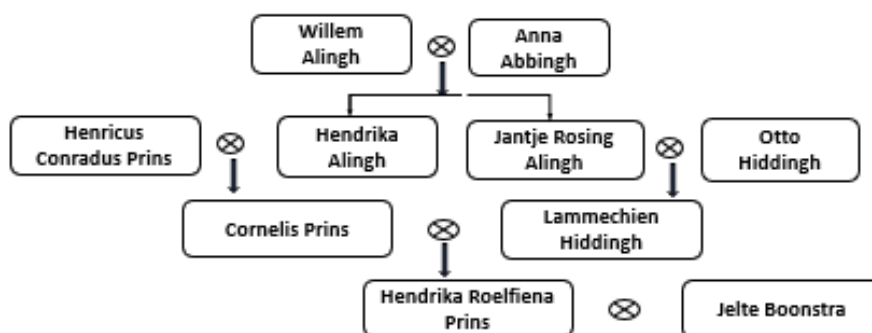 Willem
Alingh
Anna
Abbingh
Henricus
Conradus Prins
Hendrika
Alingh
Jantje Rosing
Alingh
Otto
Hiddingh
Cornelis Prins
Lammechien
Hiddingh
Hendrika Roelfiena
Prins
Jelte Boonstra